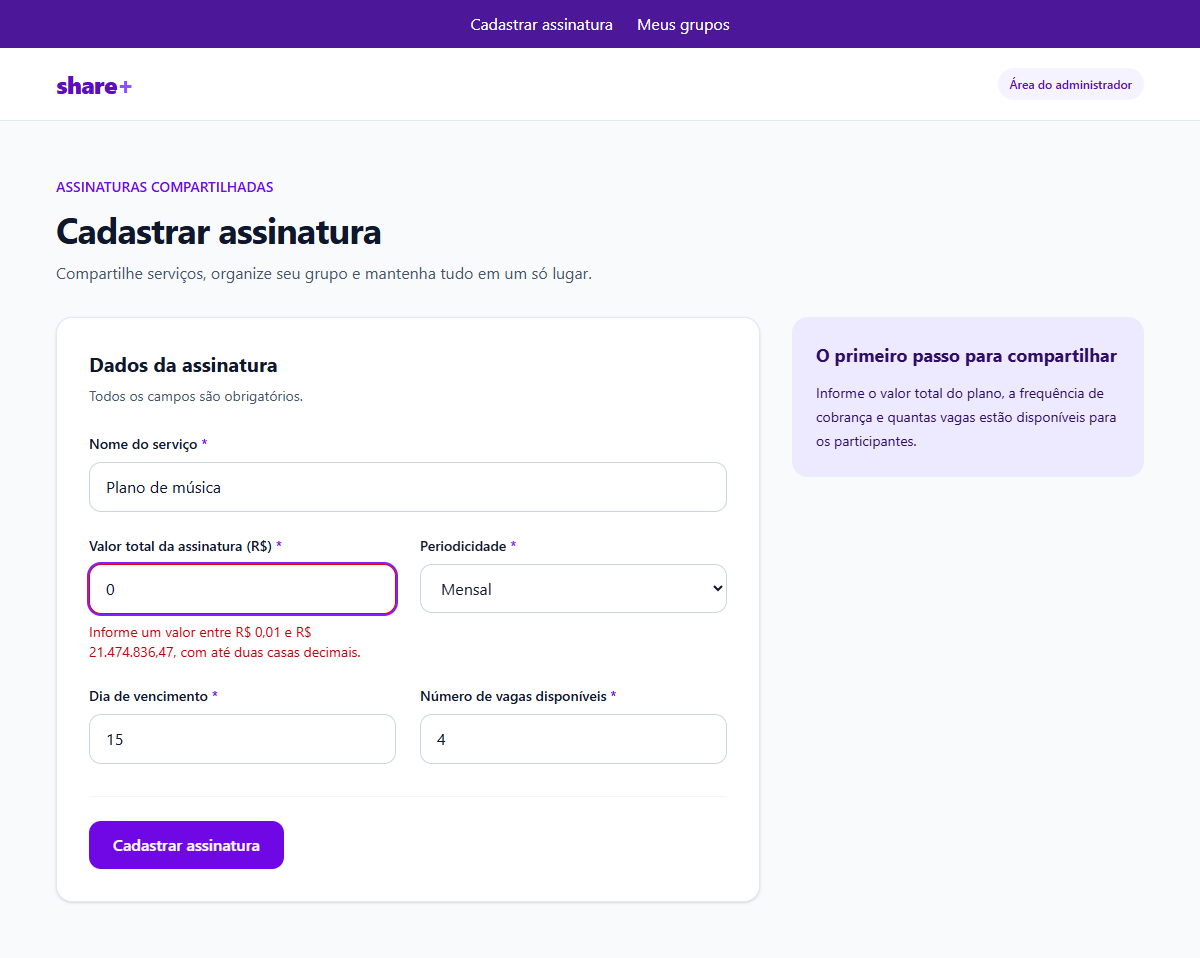 Cadastrar assinatura Meus grupos
share+
Área do administrador
ASSINATURAS COMPARTILHADAS
Cadastrar assinatura
Compartilhe serviços, organize seu grupo e mantenha tudo em um só lugar.
Dados da assinatura
Todos os campos são obrigatórios.
Nome do serviço *
Plano de música
Valor total da assinatura (R$) *
0
Informe um valor entre R$ 0,01 e R$
21.474.836,47, com até duas casas decimais.
Periodicidade *
Mensal
Dia de vencimento *
15
Número de vagas disponíveis *
4
Cadastrar assinatura
O primeiro passo para compartilhar
Informe o valor total do plano, a frequência de
cobrança e quantas vagas estão disponíveis para
os participantes.